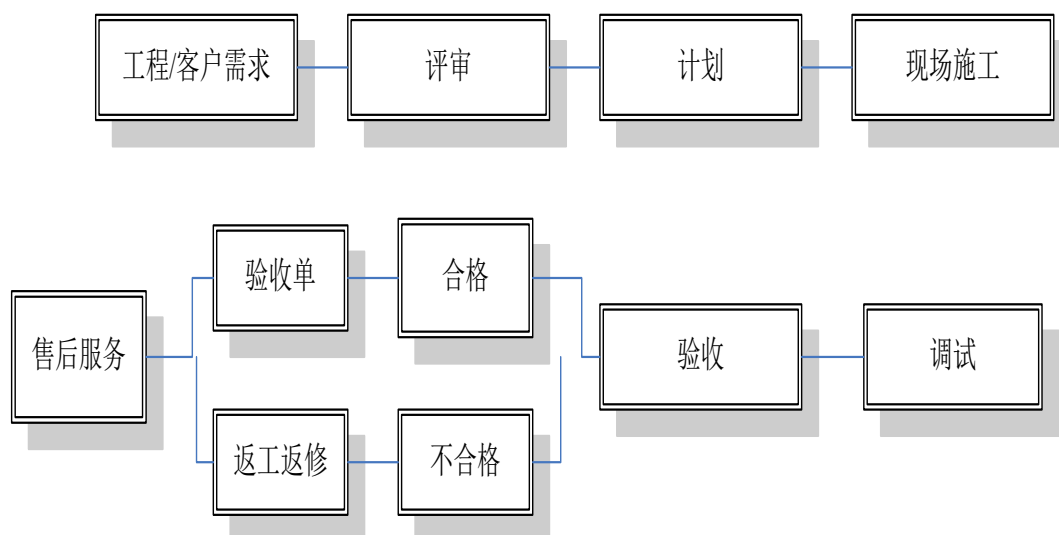 工程/客户需求
评审
计划
现场施工
验收单
合格
售后服务
验收
调试
返工返修
不合格